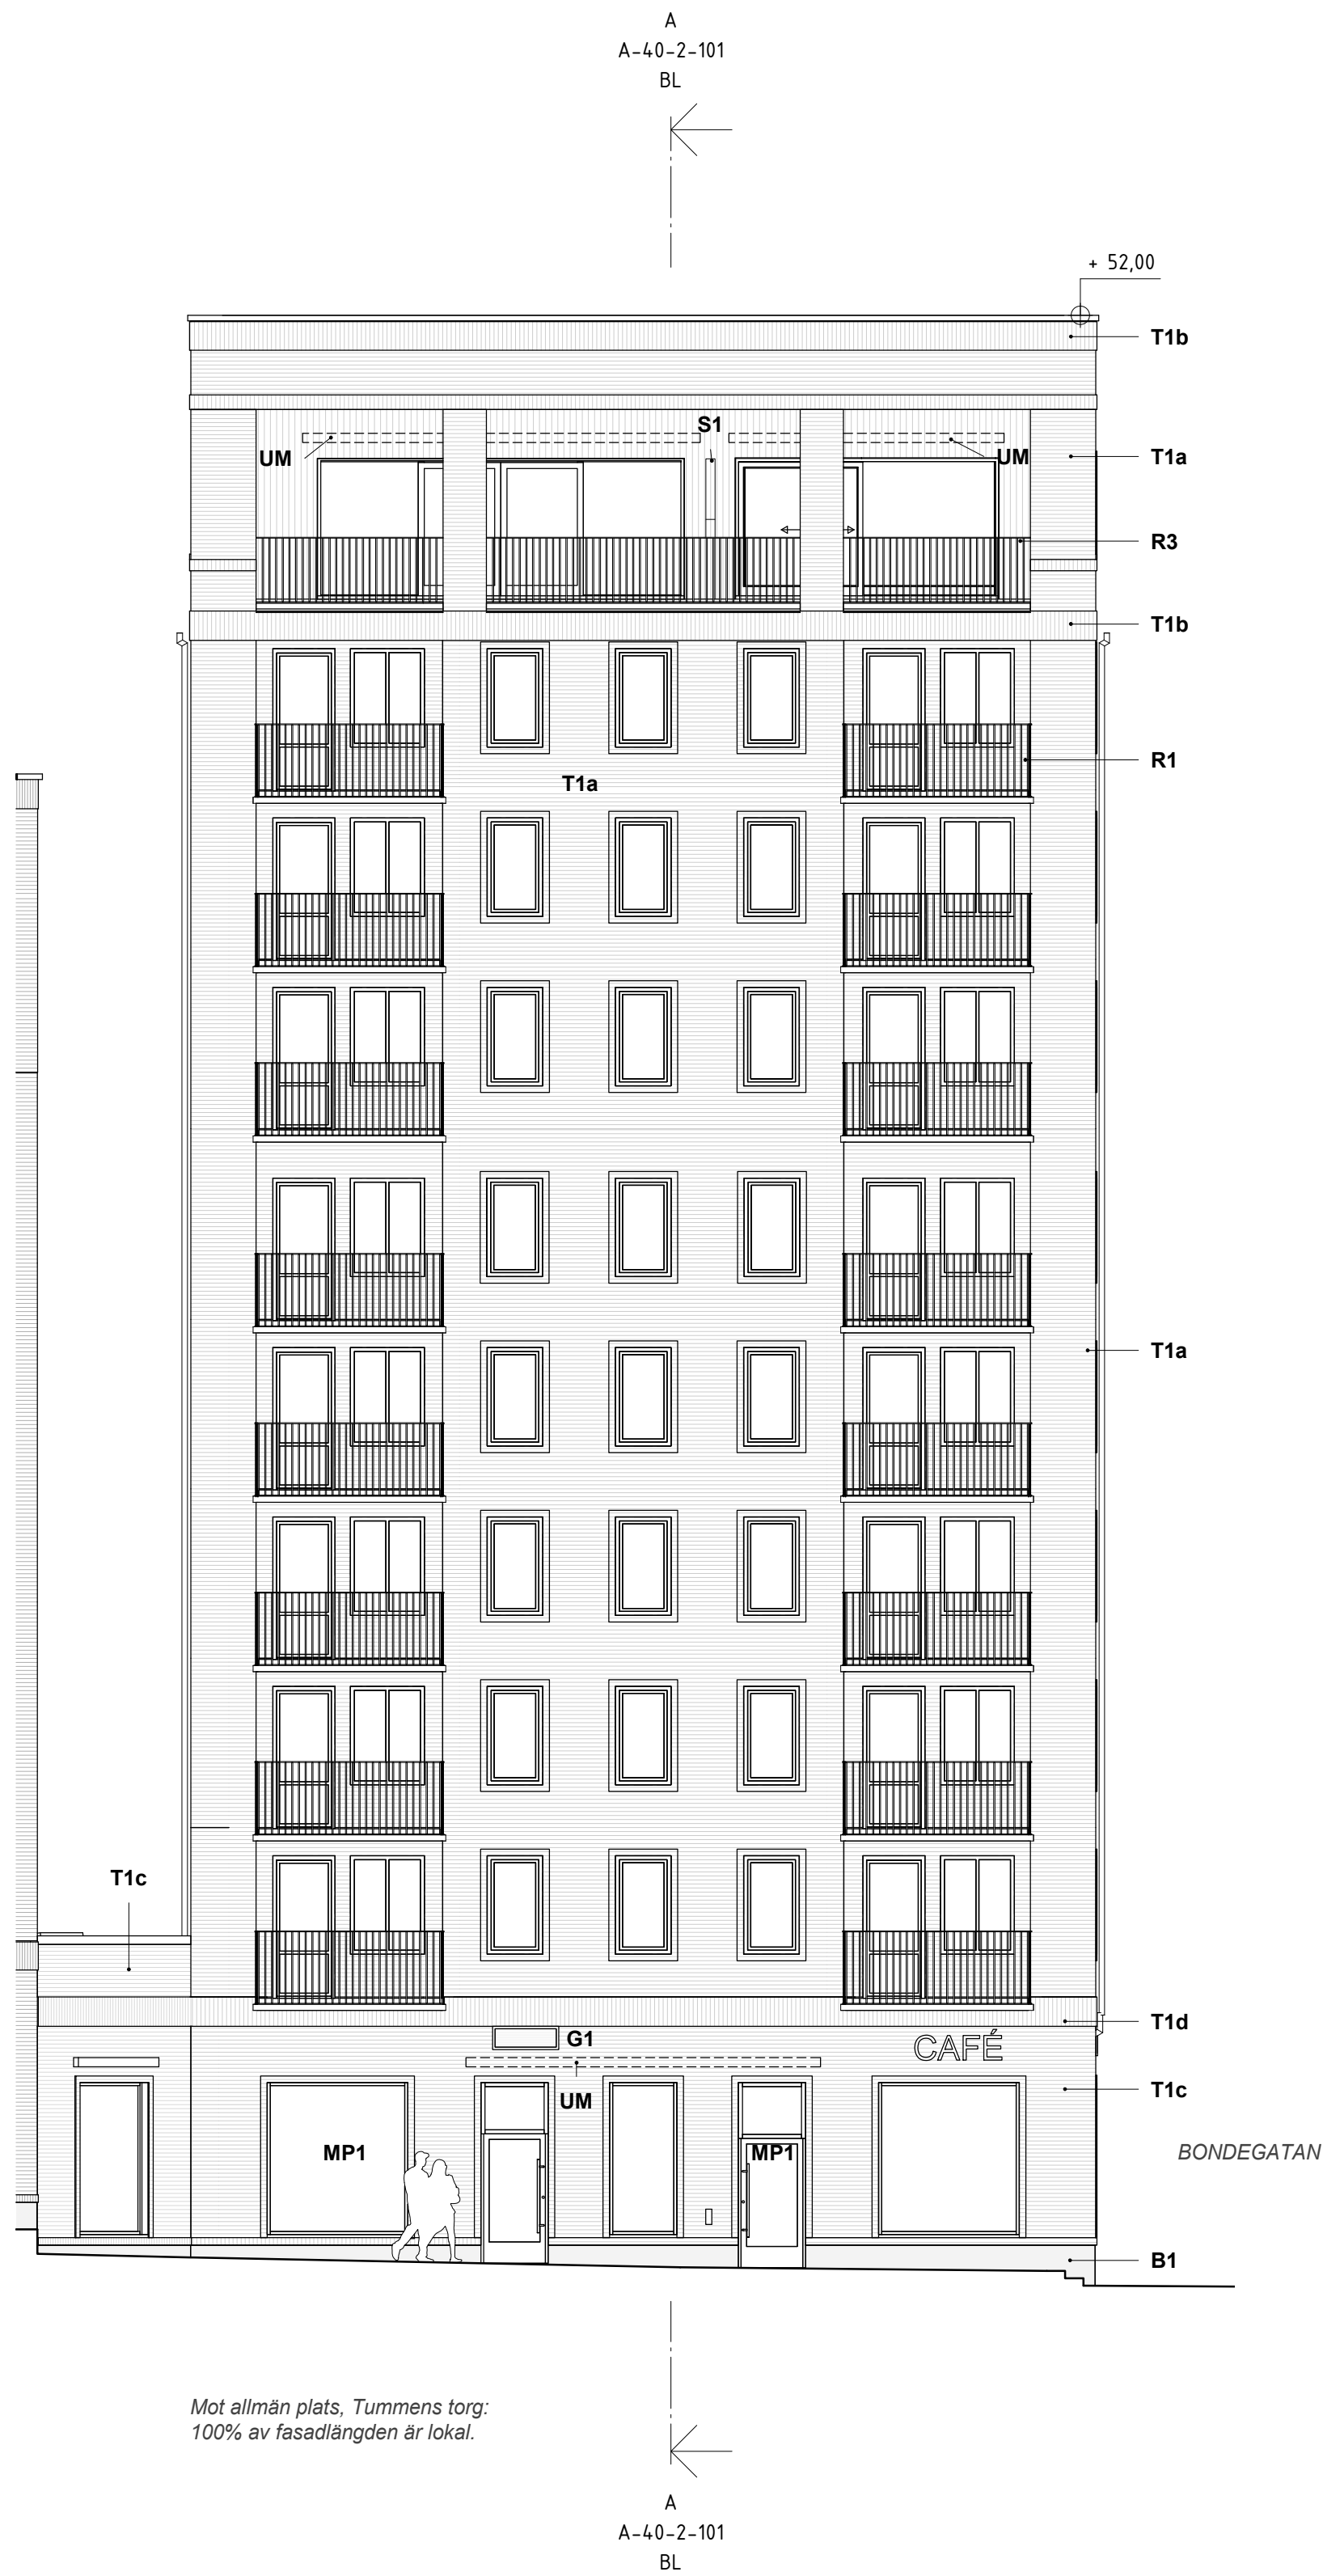 A
A-40-2-101
BL
+ 52,00
T1b
S1
UM
UM
T1a
R3
T1b
R1
T1a
T1a
T1c
T1d
G1
CAFÉ
UM
T1c
MP1
MP1
BONDEGATAN
B1
Mot allmän plats, Tummens torg:
100% av fasadlängden är lokal.
A
A-40-2-101
BL